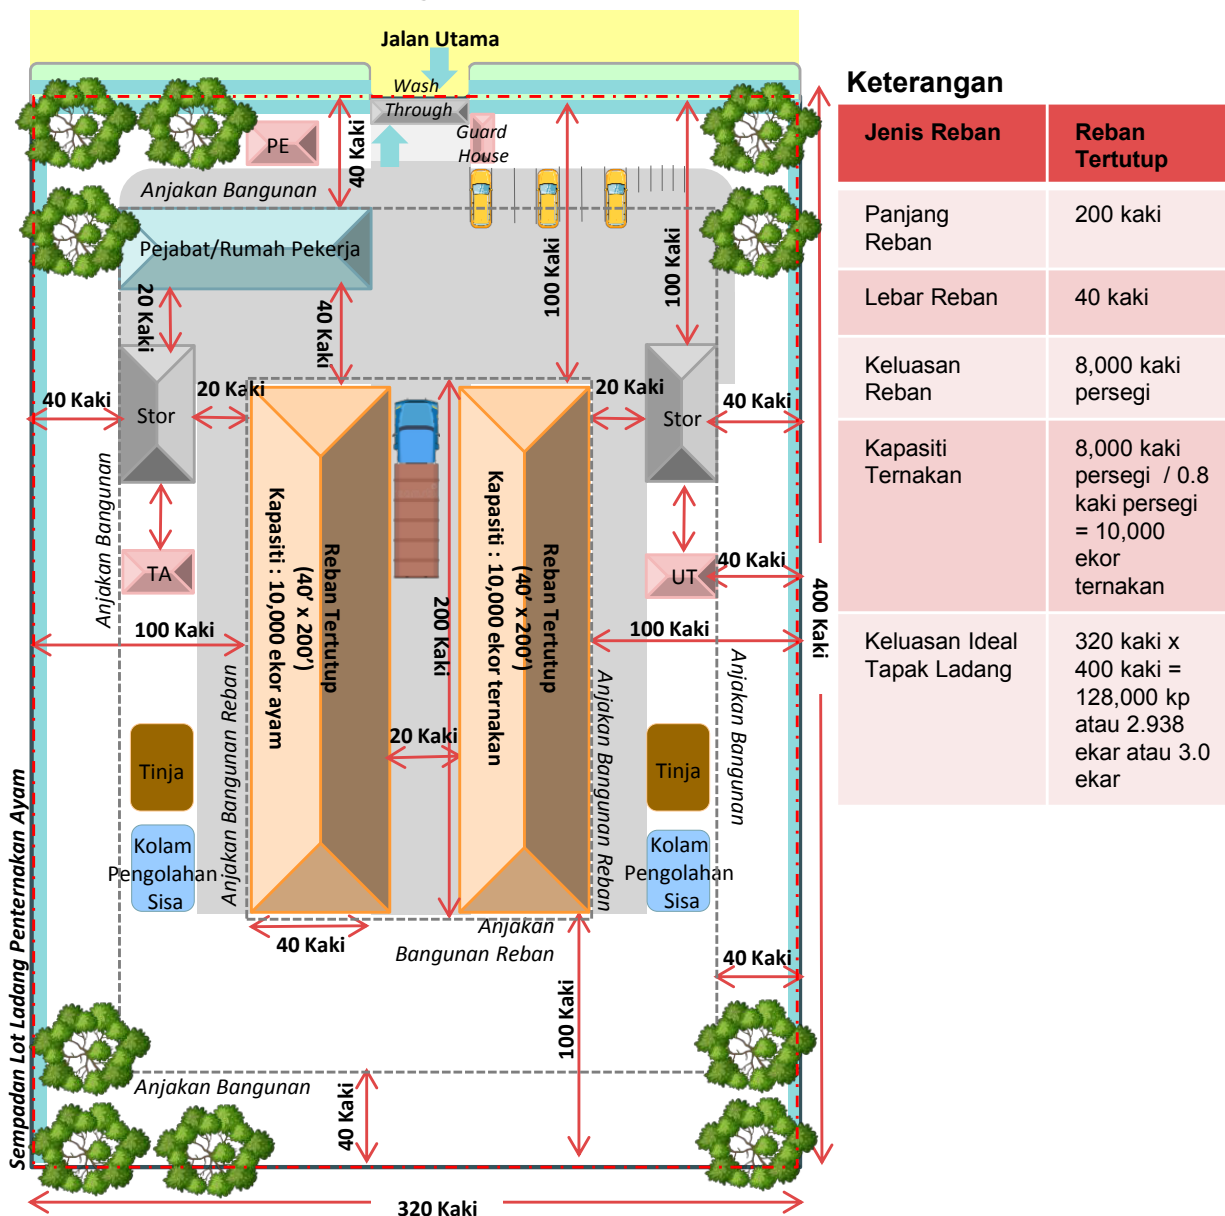 Jalan Utama
Wash
Through
Guard
House
PE
40 Kaki
Anjakan Bangunan
Pejabat/Rumah Pekerja
100 Kaki
100 Kaki
20 Kaki
40 Kaki
40 Kaki
Stor
20 Kaki
20 Kaki
Stor
40 Kaki
Anjakan Bangunan
TA
Reban Tertutup
(40’ x 200’)
Kapasiti : 10,000 ekor ayam
200 Kaki
Reban Tertutup
(40’ x 200’)
Kapasiti : 10,000 ekor ternakan
UT
40 Kaki
400 Kaki
100 Kaki
100 Kaki
Anjakan Bangunan Reban
Anjakan Bangunan Reban
Anjakan Bangunan
20 Kaki
Tinja
Tinja
Kolam
Pengolahan
Sisa
Kolam
Pengolahan
Sisa
40 Kaki
Anjakan
Bangunan Reban
40 Kaki
100 Kaki
Anjakan Bangunan
40 Kaki
Sempadan Lot Ladang Penternakan Ayam
320 Kaki
Keterangan
Jenis Reban
Reban
Tertutup
Panjang
Reban
200 kaki
Lebar Reban
40 kaki
Keluasan
Reban
8,000 kaki
persegi
Kapasiti
Ternakan
8,000 kaki
persegi / 0.8
kaki persegi
= 10,000
ekor
ternakan
Keluasan Ideal
Tapak Ladang
320 kaki x
400 kaki =
128,000 kp
atau 2.938
ekar atau 3.0
ekar